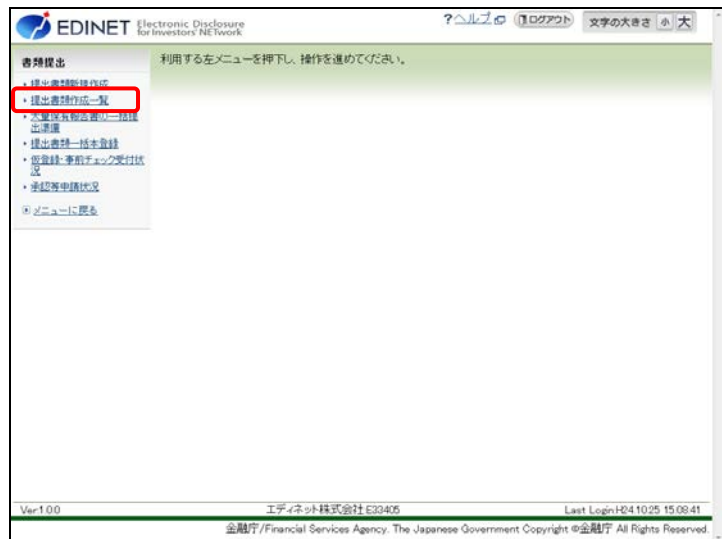 EDINET Electronic Disclosure
for Investors' NETwork
?ヘルプ
ログアウト
文字の大きさ 小 大
書類提出
利用する左メニューを押下し、操作を進めてください。
提出書類新規作成
提出書類作成一覧
大量保有報告書の一括提
出準備
提出書類一括本登録
仮登録・事前チェック受付状
況
承認等申請状況
メニューに戻る
Ver.1.0.0
エディネット株式会社 E33405
Last Login:H24.10.25 15:08:41
金融庁/Financial Services Agency. The Japanese Government Copyright ©金融庁 All Rights Reserved.